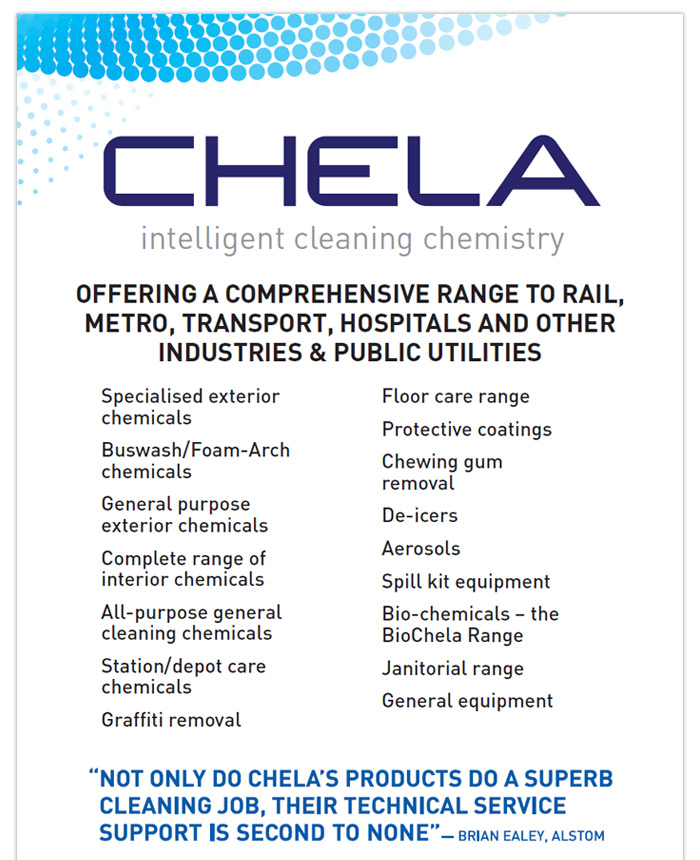 CHELA
intelligent cleaning chemistry
OFFERING A COMPREHENSIVE RANGE TO RAIL,
METRO, TRANSPORT, HOSPITALS AND OTHER
INDUSTRIES & PUBLIC UTILITIES
Specialised exterior
chemicals
Buswash/Foam-Arch
chemicals
General purpose
exterior chemicals
Complete range of
interior chemicals
All-purpose general
cleaning chemicals
Station/depot care
chemicals
Graffiti removal
Floor care range
Protective coatings
Chewing gum
removal
De-icers
Aerosols
Spill kit equipment
Bio-chemicals – the
BioChela Range
Janitorial range
General equipment
“NOT ONLY DO CHELA’S PRODUCTS DO A SUPERB
CLEANING JOB, THEIR TECHNICAL SERVICE
SUPPORT IS SECOND TO NONE”— BRIAN EALEY, ALSTOM